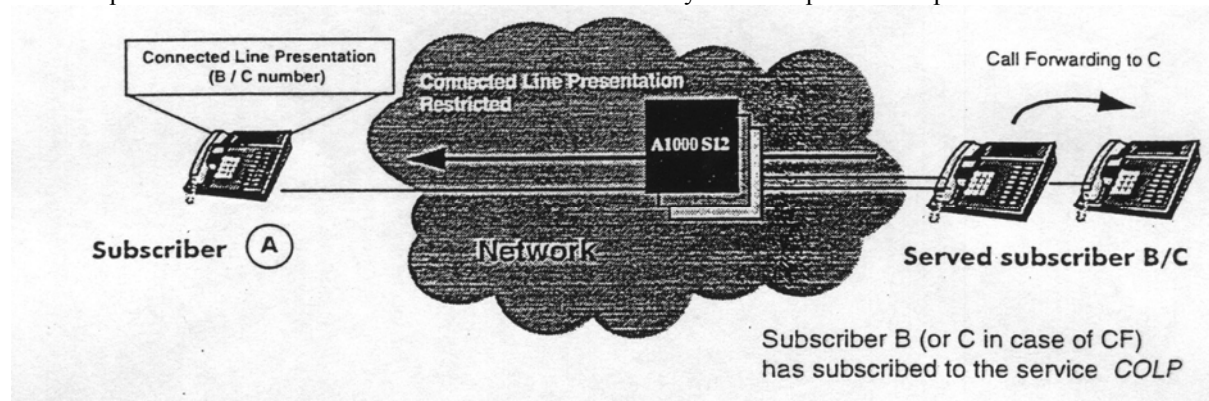 Connected Line Presentation
(B / C number)
Connected Line Presentation
Restricted
A1000 S12
Call Forwarding to C
Subscriber A
Network
Served subscriber B/C
Subscriber B (or C in case of CF)
has subscribed to the service COLP